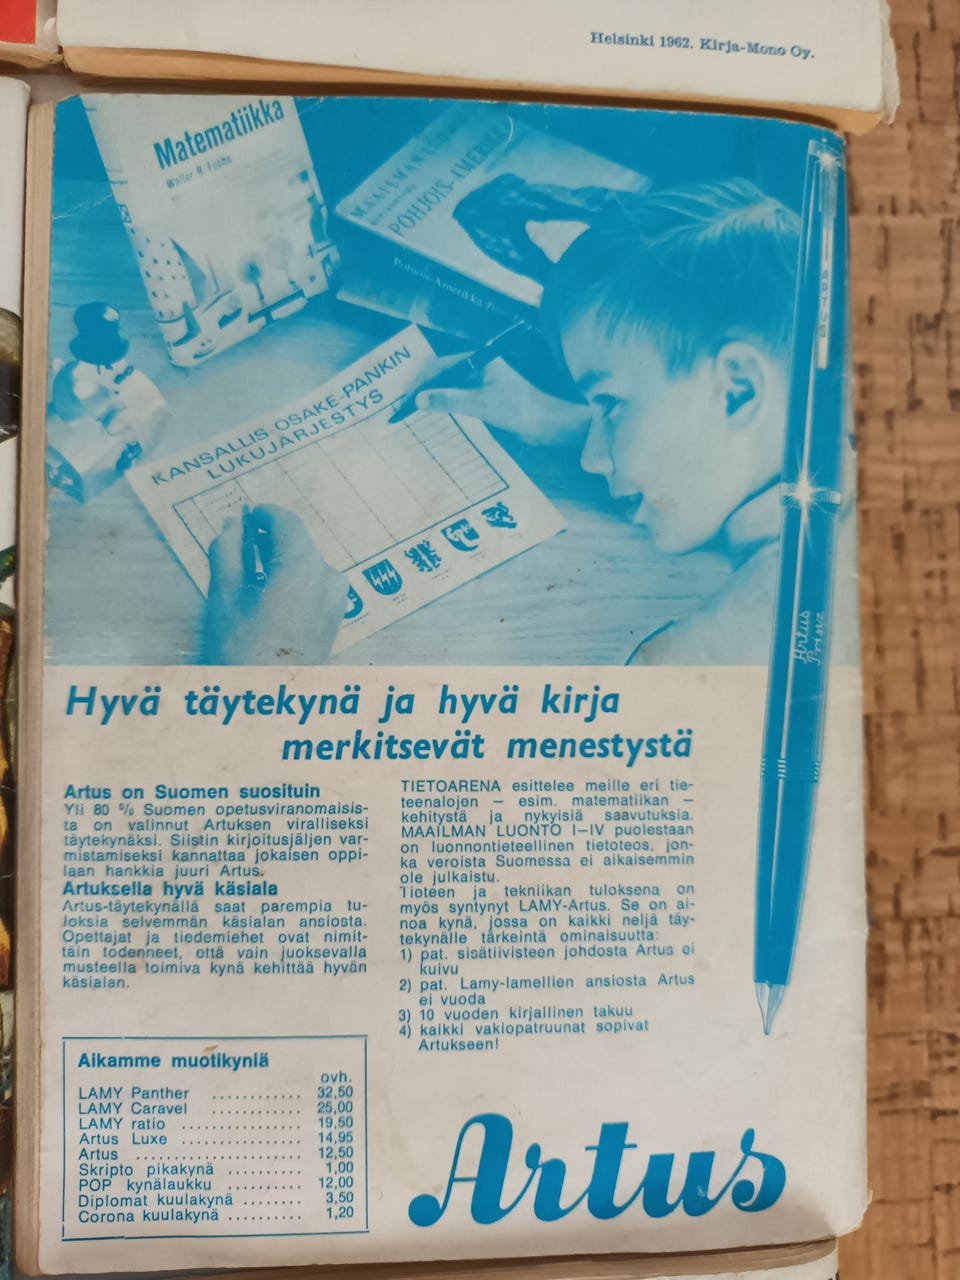 Helsinki 1962. Kirja-Mono Oy.
Matematiikka
Walter R. Fuchs
MAAILMAN
POHJOIS-AMERIKKA
Pohjois-Amerikka
KANSALLIS-OSAKE-PANKIN
LUKUJÄRJESTYS
ARTUS
Artus
Prinz
Hyvä täytekynä ja hyvä kirja
merkitsevät menestystä
Artus on Suomen suosituin
Yli 80 % Suomen opetusviranomaisis-
ta on valinnut Artuksen viralliseksi
täytekynäksi. Siistin kirjoitusjäljen var-
mistamiseksi kannattaa jokaisen oppi-
laan hankkia juuri Artus.
Artuksella hyvä käsiala
Artus-täytekynällä saat parempia tu-
loksia selvemmän käsialan ansiosta.
Opettajat ja tiedemiehet ovat nimit-
täin todenneet, että vain juoksevalla
musteella toimiva kynä kehittää hyvän
käsialan.
TIETOARENA esittelee meille eri tie-
teenalojen — esim. matematiikan —
kehitystä ja nykyisiä saavutuksia.
MAAILMAN LUONTO I—IV puolestaan
on luonnontieteellinen tietoteos, jon-
ka veroista Suomessa ei aikaisemmin
ole julkaistu.
Tieteen ja tekniikan tuloksena on
myös syntynyt LAMY-Artus. Se on ai-
noa kynä, jossa on kaikki neljä täy-
tekynälle tärkeintä ominaisuutta:
1) pat. sisätiivisteen johdosta Artus ei
kuivu
2) pat. Lamy-lamellien ansiosta Artus
ei vuoda
3) 10 vuoden kirjallinen takuu
4) kaikki vakiopatruunat sopivat
Artukseen!
Aikamme muotikyniä
ovh.
LAMY Panther ............ 32,50
LAMY Caravel ............ 25,00
LAMY ratio ................ 19,50
Artus Luxe ................ 14,95
Artus ...................... 12,50
Skripto pikakynä .......... 1,00
POP kynälaukku .......... 12,00
Diplomat kuulakynä ........ 3,50
Corona kuulakynä .......... 1,20
Artus